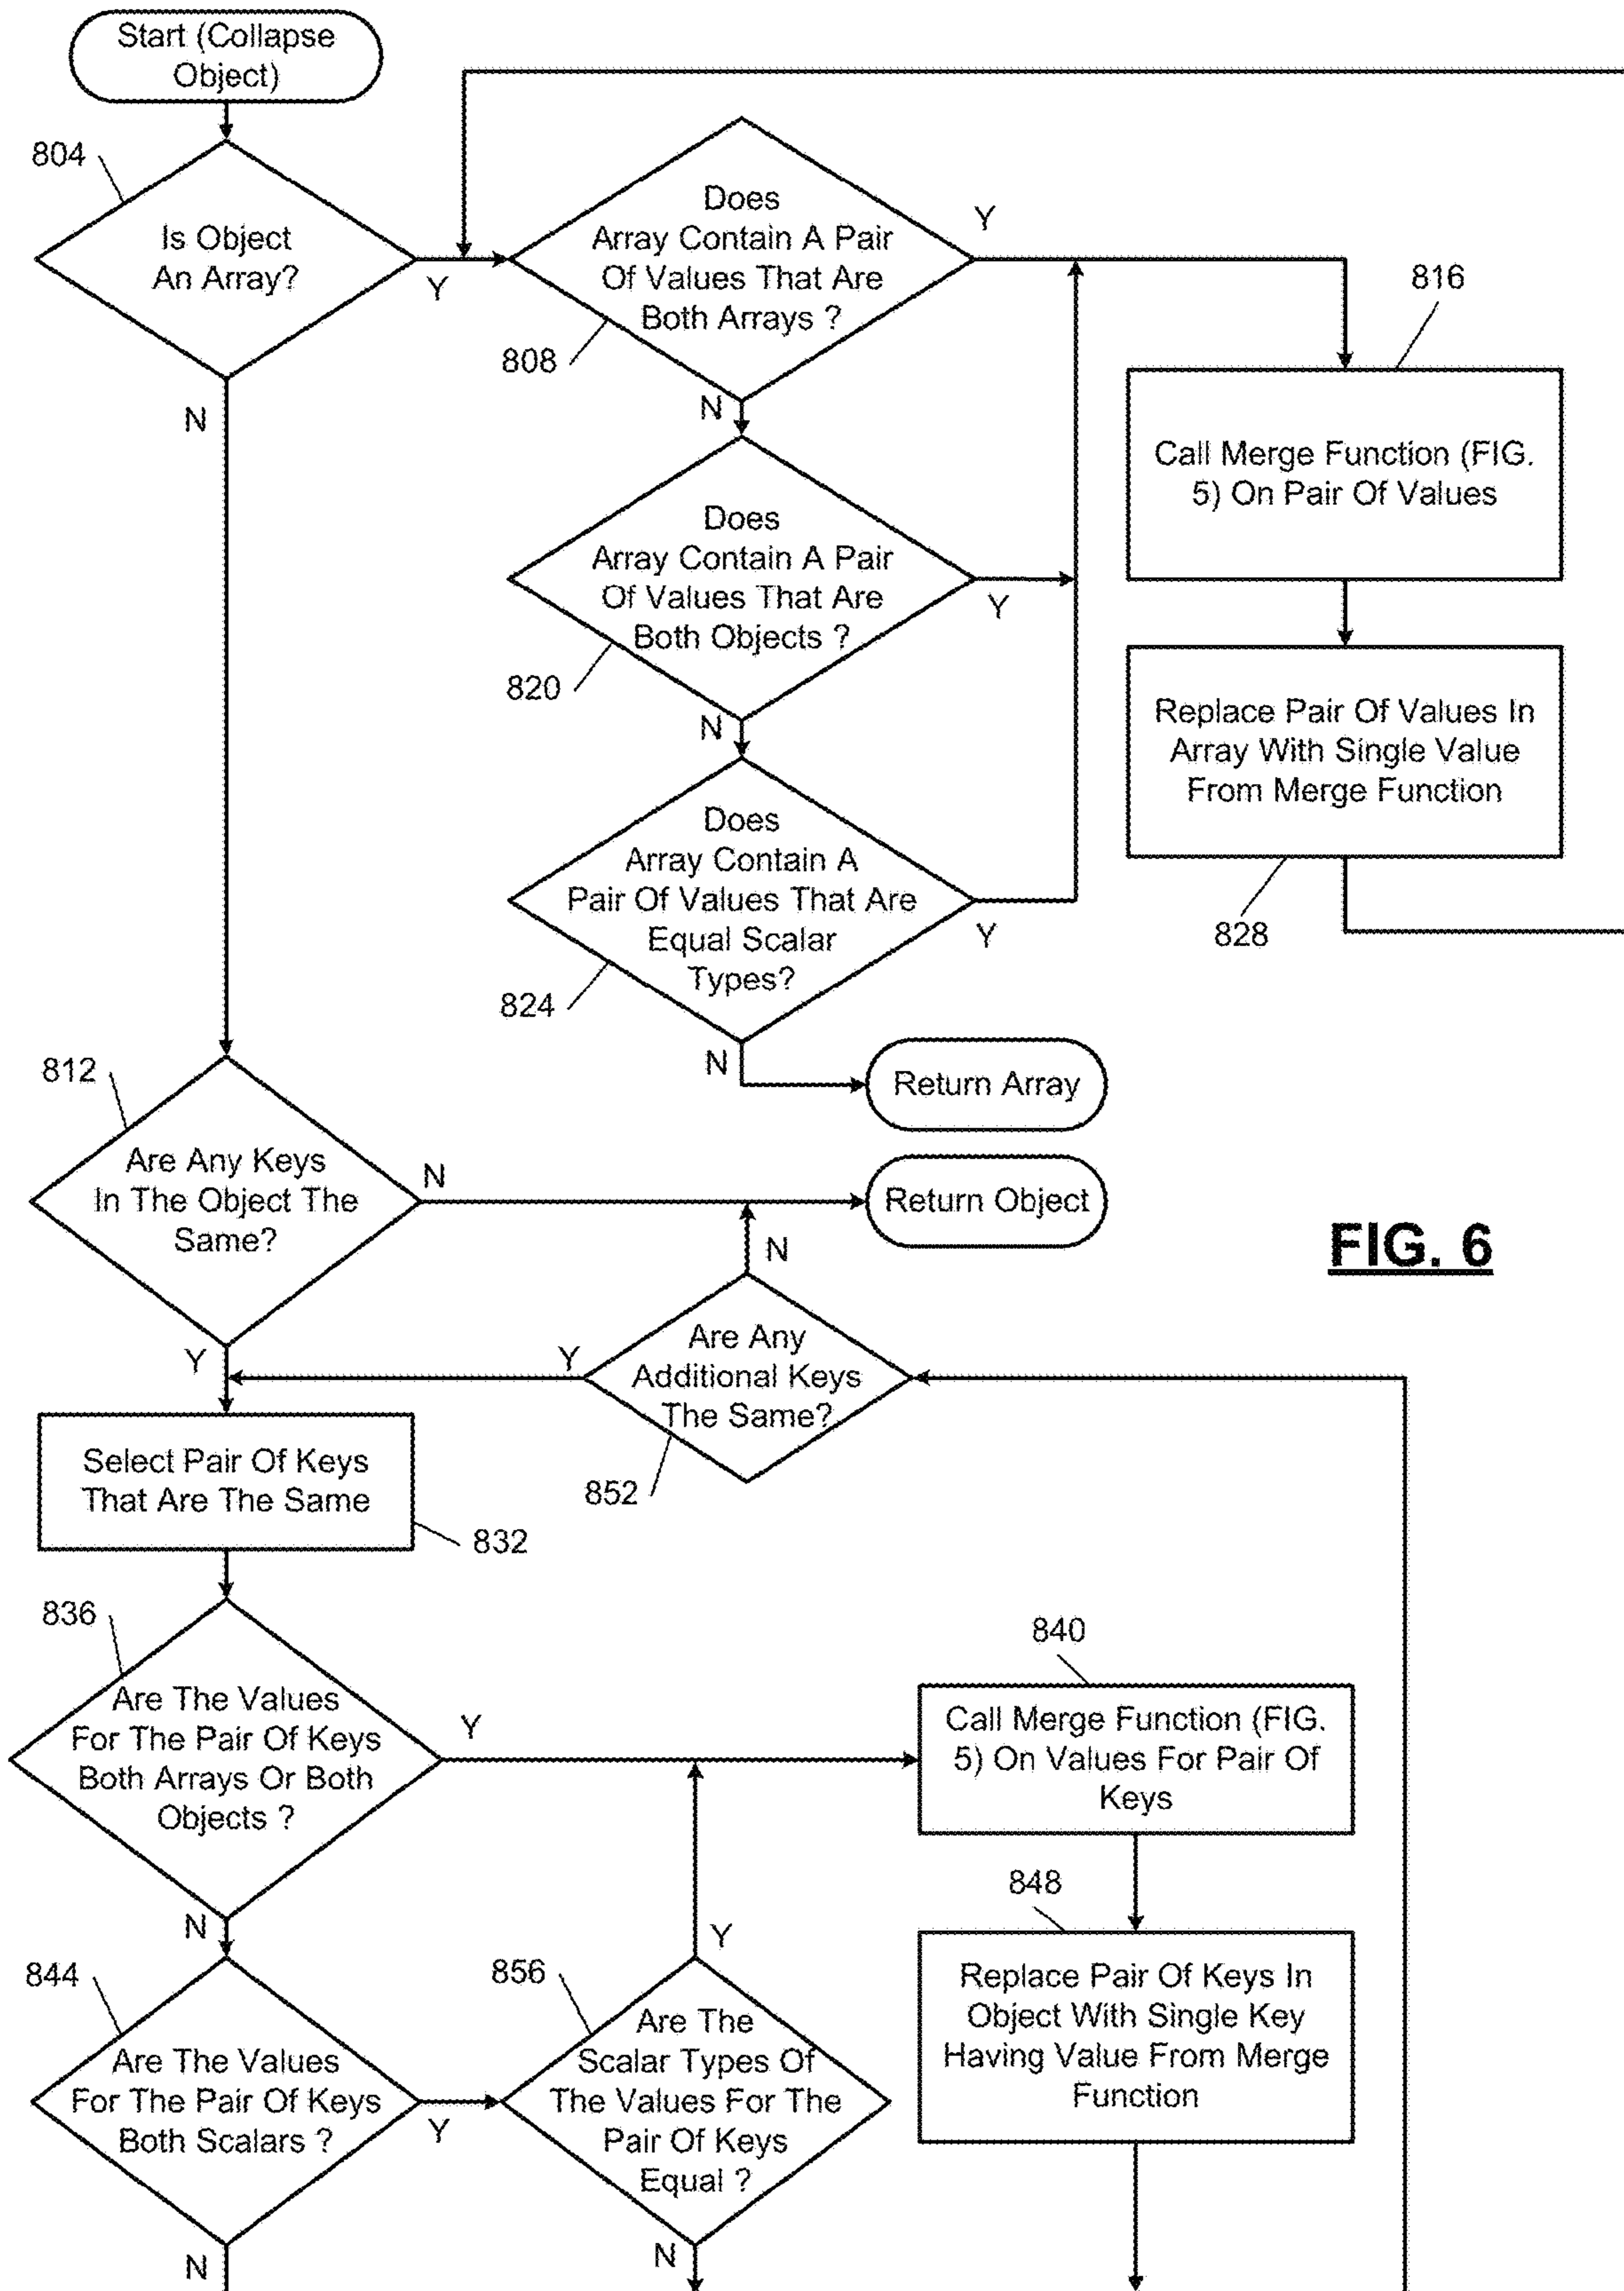 Start (Collapse
Object)
804
Is Object
An Array?
Y
N
Does
Array Contain A Pair
Of Values That Are
Both Arrays ?
808
Y
N
816
Call Merge Function (FIG.
5) On Pair Of Values
Does
Array Contain A Pair
Of Values That Are
Both Objects ?
820
Y
N
Replace Pair Of Values In
Array With Single Value
From Merge Function
828
Does
Array Contain A
Pair Of Values That Are
Equal Scalar
Types?
824
Y
N
Return Array
812
Are Any Keys
In The Object The
Same?
N
Return Object
Y
FIG. 6
N
Are Any
Additional Keys
The Same?
Y
852
Select Pair Of Keys
That Are The Same
832
836
Are The Values
For The Pair Of Keys
Both Arrays Or Both
Objects ?
Y
N
840
Call Merge Function (FIG.
5) On Values For Pair Of
Keys
848
Replace Pair Of Keys In
Object With Single Key
Having Value From Merge
Function
844
Are The Values
For The Pair Of Keys
Both Scalars ?
Y
N
856
Y
Are The
Scalar Types Of
The Values For The
Pair Of Keys
Equal ?
N